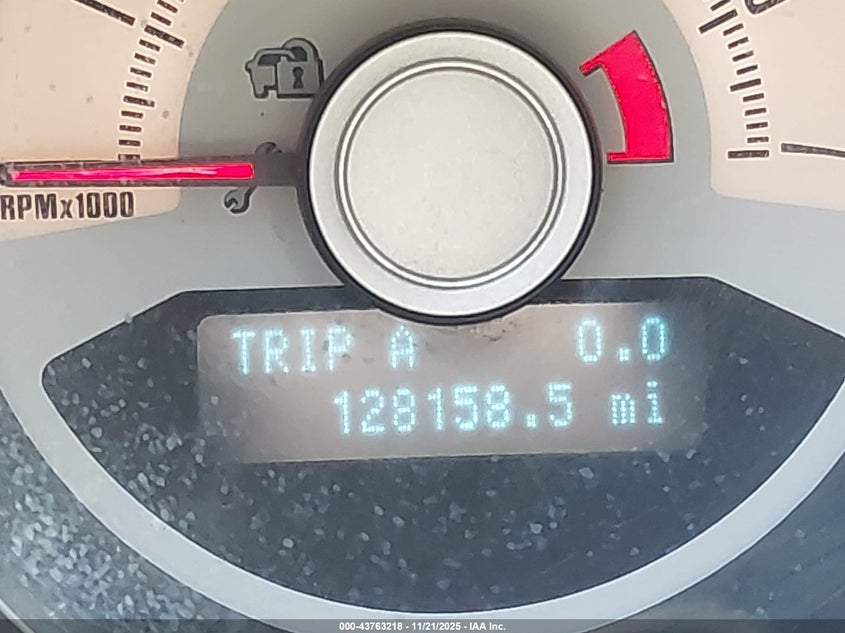 RPMx1000
TRIP A 0.0
128158.5 mi
000-43763218 - 11/21/2025 - IAA Inc.